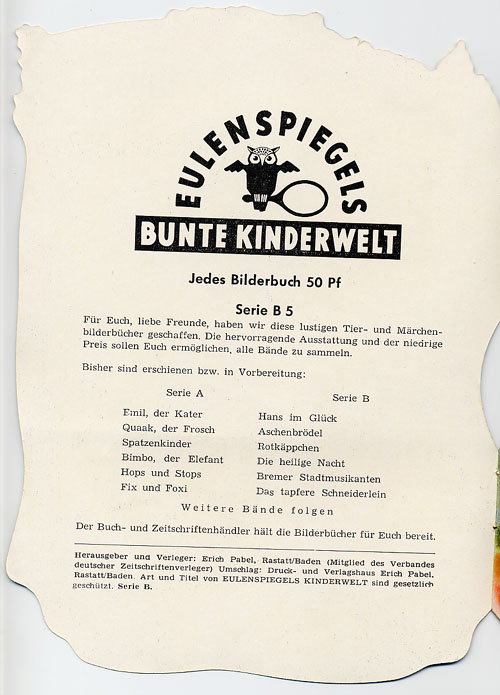 EULENSPIEGELS
BUNTE KINDERWELT
Jedes Bilderbuch 50 Pf
Serie B 5
Für Euch, liebe Freunde, haben wir diese lustigen Tier- und Märchen-
bilderbücher geschaffen. Die hervorragende Ausstattung und der niedrige
Preis sollen Euch ermöglichen, alle Bände zu sammeln.
Bisher sind erschienen bzw. in Vorbereitung:
Serie A
Emil, der Kater
Quaak, der Frosch
Spatzenkinder
Bimbo, der Elefant
Hops und Stops
Fix und Foxi
Serie B
Hans im Glück
Aschenbrödel
Rotkäppchen
Die heilige Nacht
Bremer Stadtmusikanten
Das tapfere Schneiderlein
Weitere Bände folgen
Der Buch- und Zeitschriftenhändler hält die Bilderbücher für Euch bereit.
Herausgeber und Verleger: Erich Pabel, Rastatt/Baden (Mitglied des Verbandes
deutscher Zeitschriftenverleger) Umschlag: Druck- und Verlagshaus Erich Pabel,
Rastatt/Baden. Art und Titel von EULENSPIEGELS KINDERWELT sind gesetzlich
geschützt. Serie B.